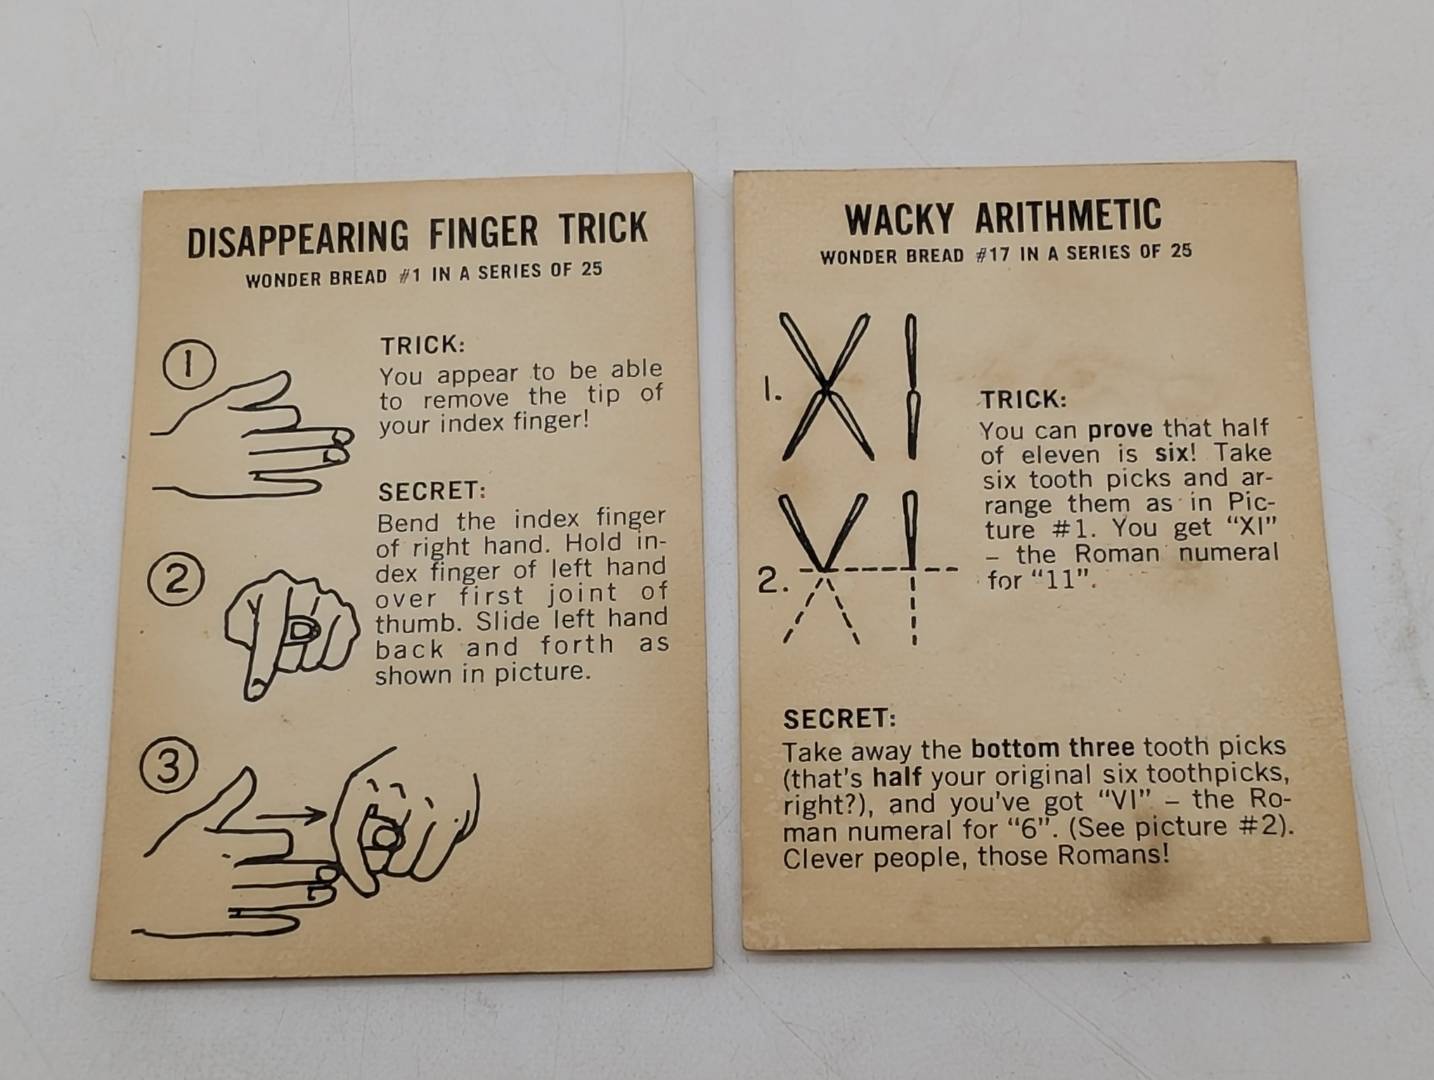 DISAPPEARING FINGER TRICK
WONDER BREAD #1 IN A SERIES OF 25
1
TRICK:
You appear to be able
to remove the tip of
your index finger!
SECRET:
Bend the index finger
of right hand. Hold in-
dex finger of left hand
over first joint of
thumb. Slide left hand
back and forth as
shown in picture.
2
3
WACKY ARITHMETIC
WONDER BREAD #17 IN A SERIES OF 25
1.
XI
TRICK:
You can prove that half
of eleven is six! Take
six tooth picks and ar-
range them as in Pic-
ture #1. You get "XI"
– the Roman numeral
for "11".
2.
VI
SECRET:
Take away the bottom three tooth picks
(that's half your original six toothpicks,
right?), and you've got "VI" – the Ro-
man numeral for "6". (See picture #2).
Clever people, those Romans!